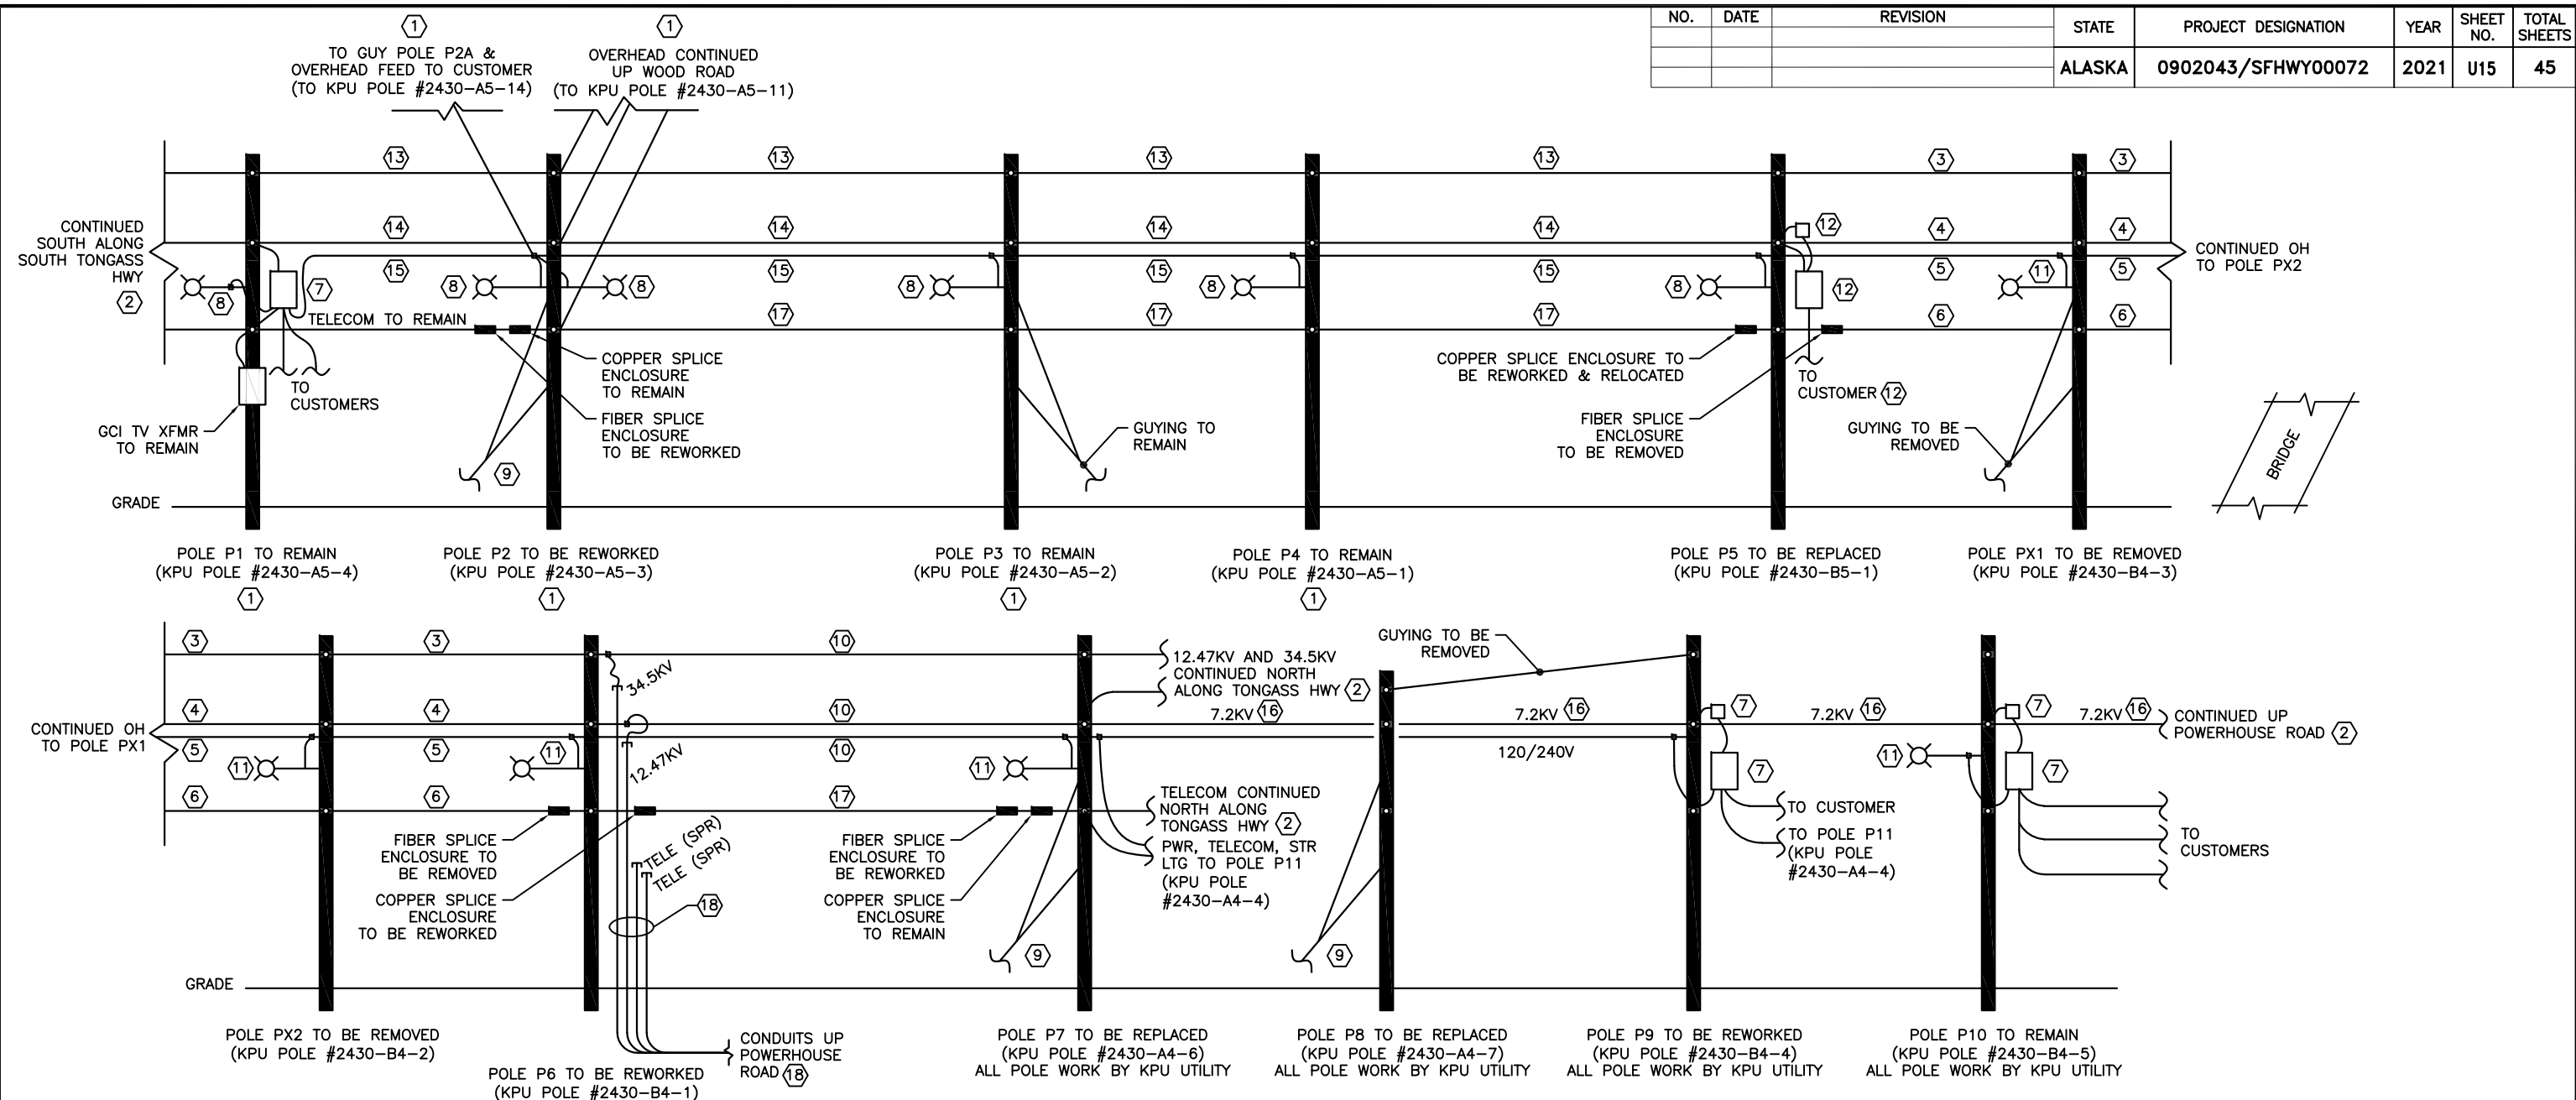 NO. DATE REVISION
STATE PROJECT DESIGNATION YEAR SHEET NO. TOTAL SHEETS
ALASKA 0902043/SFHWY00072 2021 U15 45
1
TO GUY POLE P2A &
OVERHEAD FEED TO CUSTOMER
(TO KPU POLE #2430-A5-14)
1
OVERHEAD CONTINUED
UP WOOD ROAD
(TO KPU POLE #2430-A5-11)
13 13 13 13 3 3
14 14 14 14 4 4
15 15 15 15 5 5
CONTINUED
SOUTH ALONG
SOUTH TONGASS
HWY
2
8 7 8 8 8 8 8 12 12 11
TELECOM TO REMAIN
17 17 17 6 6
CONTINUED OH
TO POLE PX2
TO
CUSTOMERS
GCI TV XFMR
TO REMAIN
COPPER SPLICE
ENCLOSURE
TO REMAIN
FIBER SPLICE
ENCLOSURE
TO BE REWORKED
9
GUYING TO
REMAIN
COPPER SPLICE ENCLOSURE TO
BE REWORKED & RELOCATED
FIBER SPLICE
ENCLOSURE
TO BE REMOVED
TO
CUSTOMER 12
GUYING TO BE
REMOVED
BRIDGE
GRADE
POLE P1 TO REMAIN
(KPU POLE #2430-A5-4)
1
POLE P2 TO BE REWORKED
(KPU POLE #2430-A5-3)
1
POLE P3 TO REMAIN
(KPU POLE #2430-A5-2)
1
POLE P4 TO REMAIN
(KPU POLE #2430-A5-1)
1
POLE P5 TO BE REPLACED
(KPU POLE #2430-B5-1)
POLE PX1 TO BE REMOVED
(KPU POLE #2430-B4-3)
3 3 10
4 4 10
5 5 10
6 6 17
CONTINUED OH
TO POLE PX1
11 11 11
34.5KV
12.47KV
TELE (SPR)
TELE (SPR)
18
12.47KV AND 34.5KV
CONTINUED NORTH
ALONG TONGASS HWY 2
7.2KV 16
7.2KV 16
7.2KV 16
7.2KV 16
120/240V
GUYING TO BE
REMOVED
7 7
7 11 7
CONTINUED UP
POWERHOUSE ROAD 2
FIBER SPLICE
ENCLOSURE TO
BE REMOVED
COPPER SPLICE
ENCLOSURE
TO BE REWORKED
FIBER SPLICE
ENCLOSURE TO
BE REWORKED
COPPER SPLICE
ENCLOSURE
TO REMAIN
TELECOM CONTINUED
NORTH ALONG
TONGASS HWY 2
PWR, TELECOM, STR
LTG TO POLE P11
(KPU POLE
#2430-A4-4)
9
9
TO CUSTOMER
TO POLE P11
(KPU POLE
#2430-A4-4)
TO
CUSTOMERS
GRADE
POLE PX2 TO BE REMOVED
(KPU POLE #2430-B4-2)
POLE P6 TO BE REWORKED
(KPU POLE #2430-B4-1)
CONDUITS UP
POWERHOUSE
ROAD 18
POLE P7 TO BE REPLACED
(KPU POLE #2430-A4-6)
ALL POLE WORK BY KPU UTILITY
POLE P8 TO BE REPLACED
(KPU POLE #2430-A4-7)
ALL POLE WORK BY KPU UTILITY
POLE P9 TO BE REWORKED
(KPU POLE #2430-B4-4)
ALL POLE WORK BY KPU UTILITY
POLE P10 TO REMAIN
(KPU POLE #2430-B4-5)
ALL POLE WORK BY KPU UTILITY